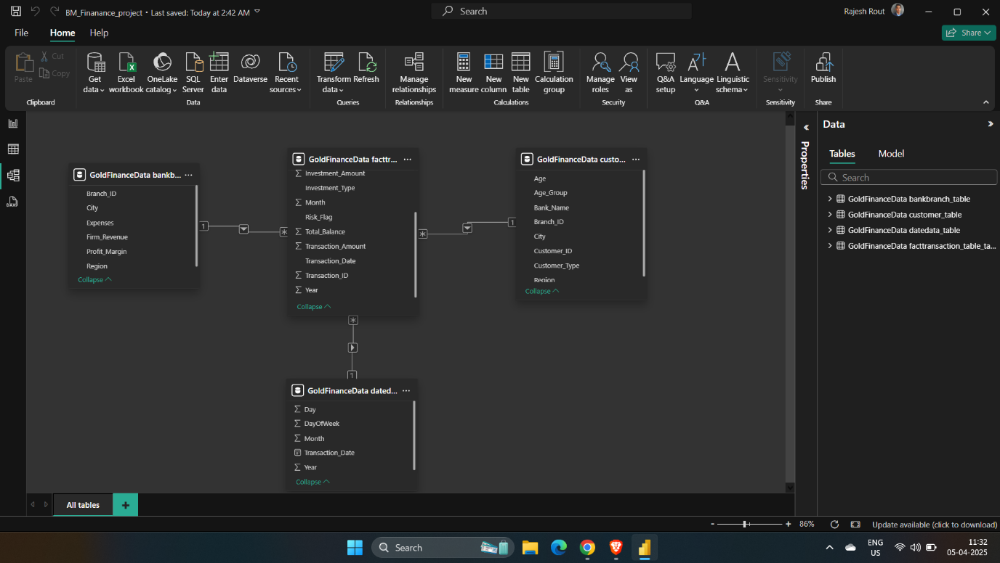 BM_Finanance_project • Last saved: Today at 2:42 AM
Search
Rajesh Rout
File Home Help
Share
Paste
Cut
Copy
Clipboard
Get data
Excel workbook
OneLake catalog
SQL Server
Enter data
Dataverse
Recent sources
Data
Transform data
Refresh
Queries
Manage relationships
Relationships
New measure
New column
New table
Calculation group
Calculations
Manage roles
View as
Security
Q&A setup
Language
Linguistic schema
Q&A
Sensitivity
Sensitivity
Publish
Share
DAX
GoldFinanceData bankb... ...
Branch_ID
City
Expenses
Firm_Revenue
Profit_Margin
Region
Collapse
1
*
GoldFinanceData facttr... ...
Investment_Amount
Investment_Type
Month
Risk_Flag
Total_Balance
Transaction_Amount
Transaction_Date
Transaction_ID
Year
Collapse
*
1
GoldFinanceData custo... ...
Age
Age_Group
Bank_Name
Branch_ID
City
Customer_ID
Customer_Type
Region
Collapse
*
1
GoldFinanceData dated... ...
Day
DayOfWeek
Month
Transaction_Date
Year
Collapse
Properties
Data
Tables Model
Search
GoldFinanceData bankbranch_table
GoldFinanceData customer_table
GoldFinanceData datedata_table
GoldFinanceData facttransaction_table_ta...
All tables +
- + 86%
Update available (click to download)
Search
ENG
US
11:32
05-04-2025